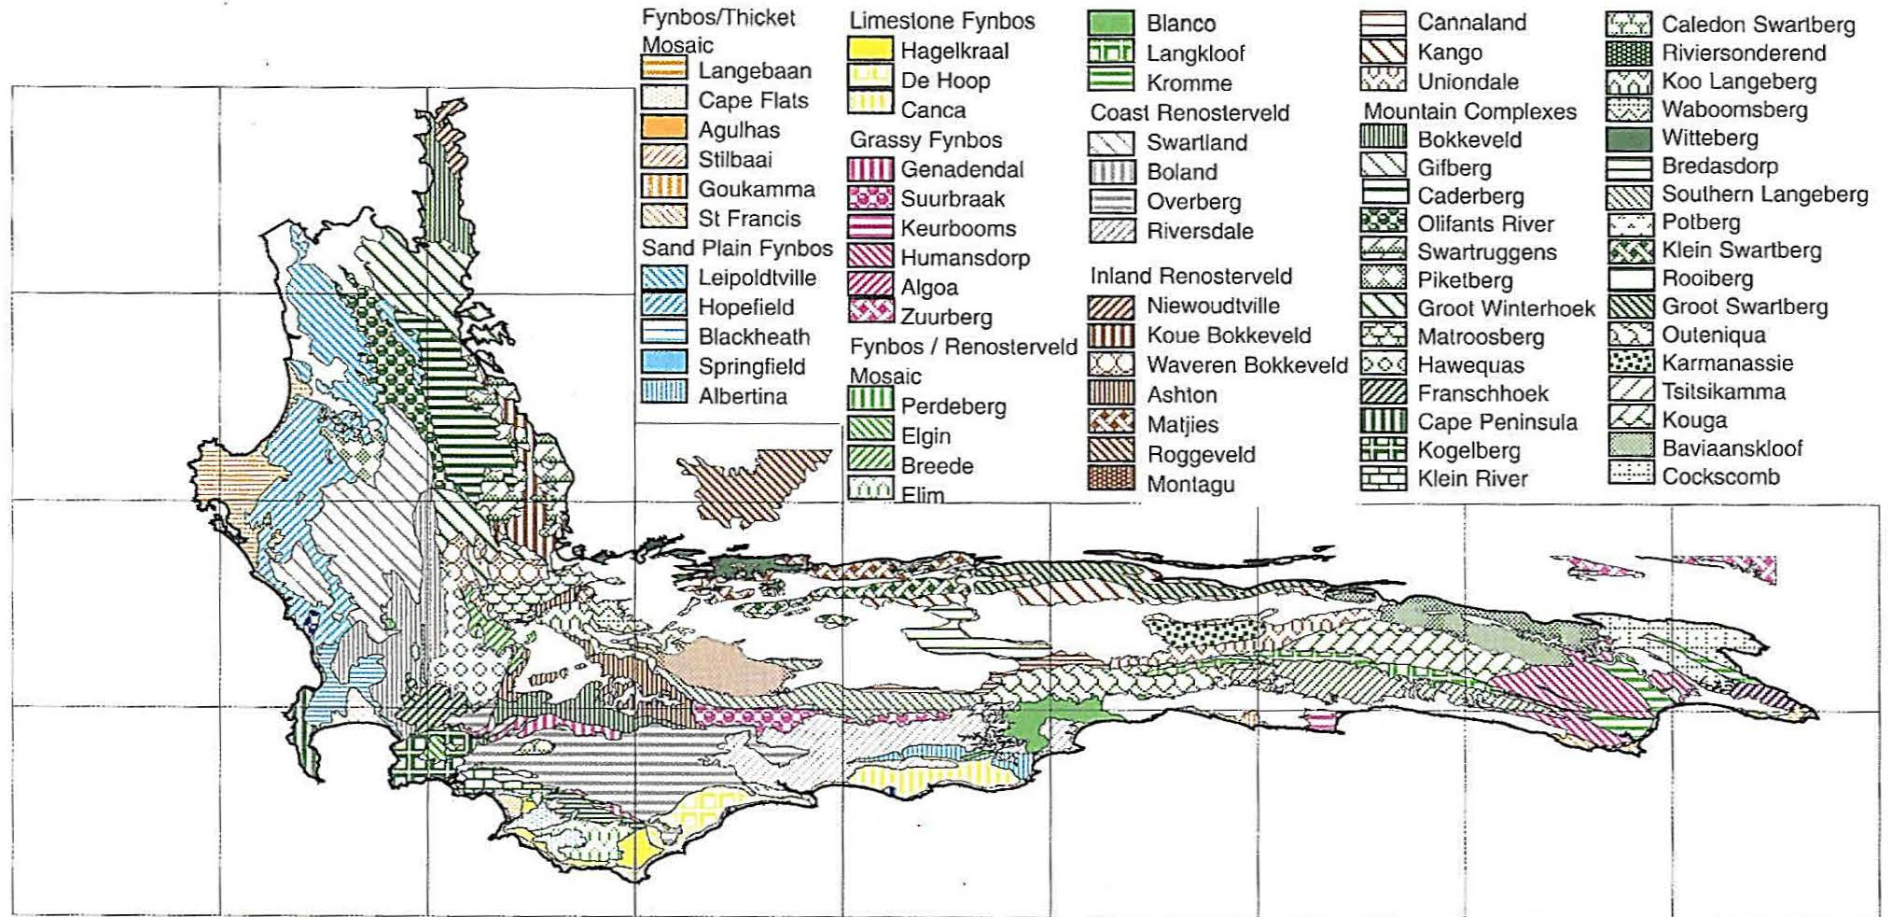 Fynbos/Thicket
Mosaic
Langebaan
Cape Flats
Agulhas
Stilbaai
Goukamma
St Francis
Sand Plain Fynbos
Leipoldtville
Hopefield
Blackheath
Springfield
Albertina
Limestone Fynbos
Hagelkraal
De Hoop
Canca
Grassy Fynbos
Genadendal
Suurbraak
Keurbooms
Humansdorp
Algoa
Zuurberg
Fynbos / Renosterveld
Mosaic
Perdeberg
Elgin
Breede
Elim
Blanco
Langkloof
Kromme
Coast Renosterveld
Swartland
Boland
Overberg
Riversdale
Inland Renosterveld
Niewoudtville
Koue Bokkeveld
Waveren Bokkeveld
Ashton
Matjies
Roggeveld
Montagu
Cannaland
Kango
Uniondale
Mountain Complexes
Bokkeveld
Gifberg
Caderberg
Olifants River
Swartruggens
Piketberg
Groot Winterhoek
Matroosberg
Hawequas
Franschhoek
Cape Peninsula
Kogelberg
Klein River
Caledon Swartberg
Riviersonderend
Koo Langeberg
Waboomsberg
Witteberg
Bredasdorp
Southern Langeberg
Potberg
Klein Swartberg
Rooiberg
Groot Swartberg
Outeniqua
Karmanassie
Tsitsikamma
Kouga
Baviaanskloof
Cockscomb